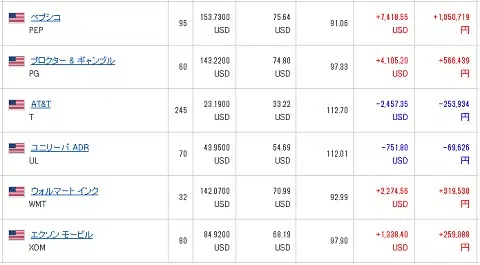 ペプシコ 95 153.7300 75.64 91.06 +7,418.55 +1,050,719
PEP USD USD USD 円
プロクター & ギャンブル 60 143.2200 74.80 97.33 +4,105.20 +566,439
PG USD USD USD 円
AT&T 245 23.1900 33.22 112.70 -2,457.35 -253,934
T USD USD USD 円
ユニリーバ ADR 70 43.9500 54.69 112.01 -751.80 -69,626
UL USD USD USD 円
ウォルマート インク 32 142.0700 70.99 92.99 +2,274.56 +319,530
WMT USD USD USD 円
エクソン モービル 80 84.9200 68.19 97.90 +1,338.40 +259,088
XOM USD USD USD 円